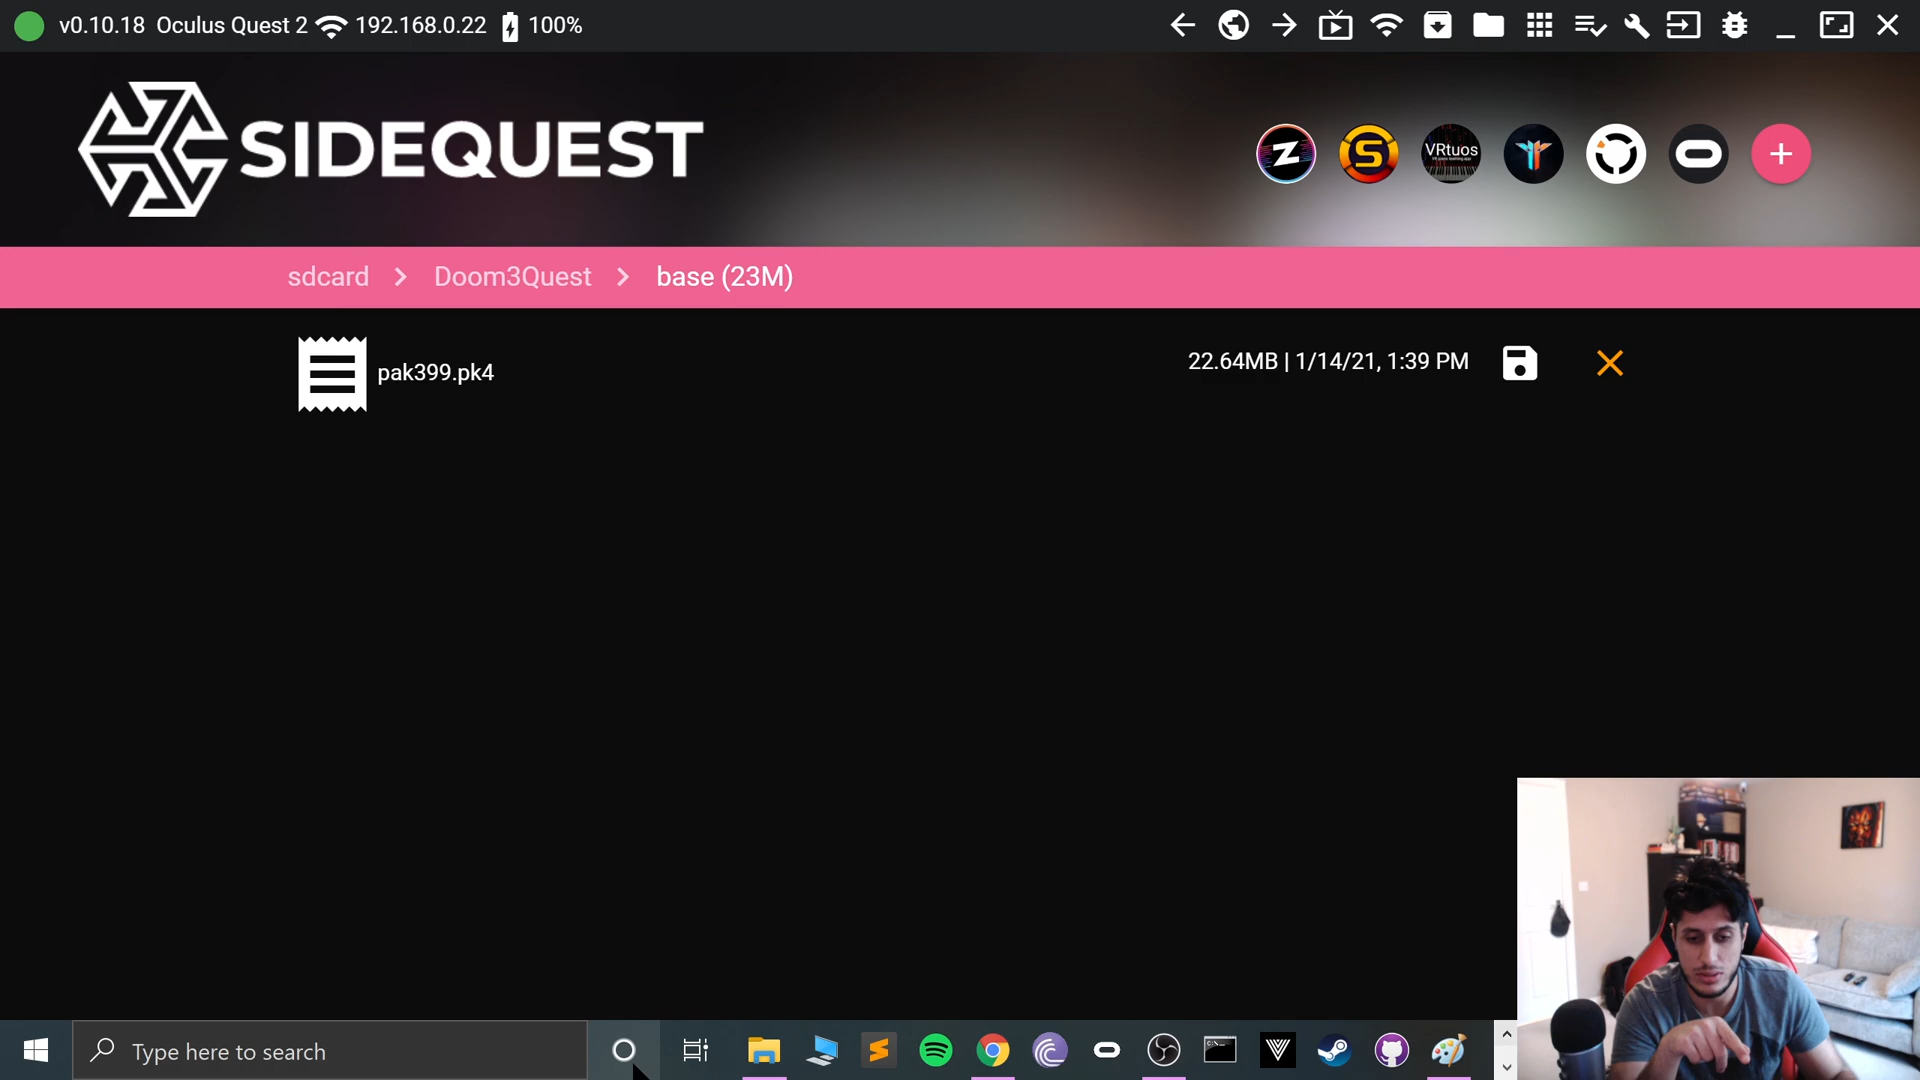 v0.10.18 Oculus Quest 2 192.168.0.22 100%
SIDEQUEST
VRtuos
sdcard > Doom3Quest > base (23M)
pak399.pk4
22.64MB | 1/14/21, 1:39 PM
Type here to search